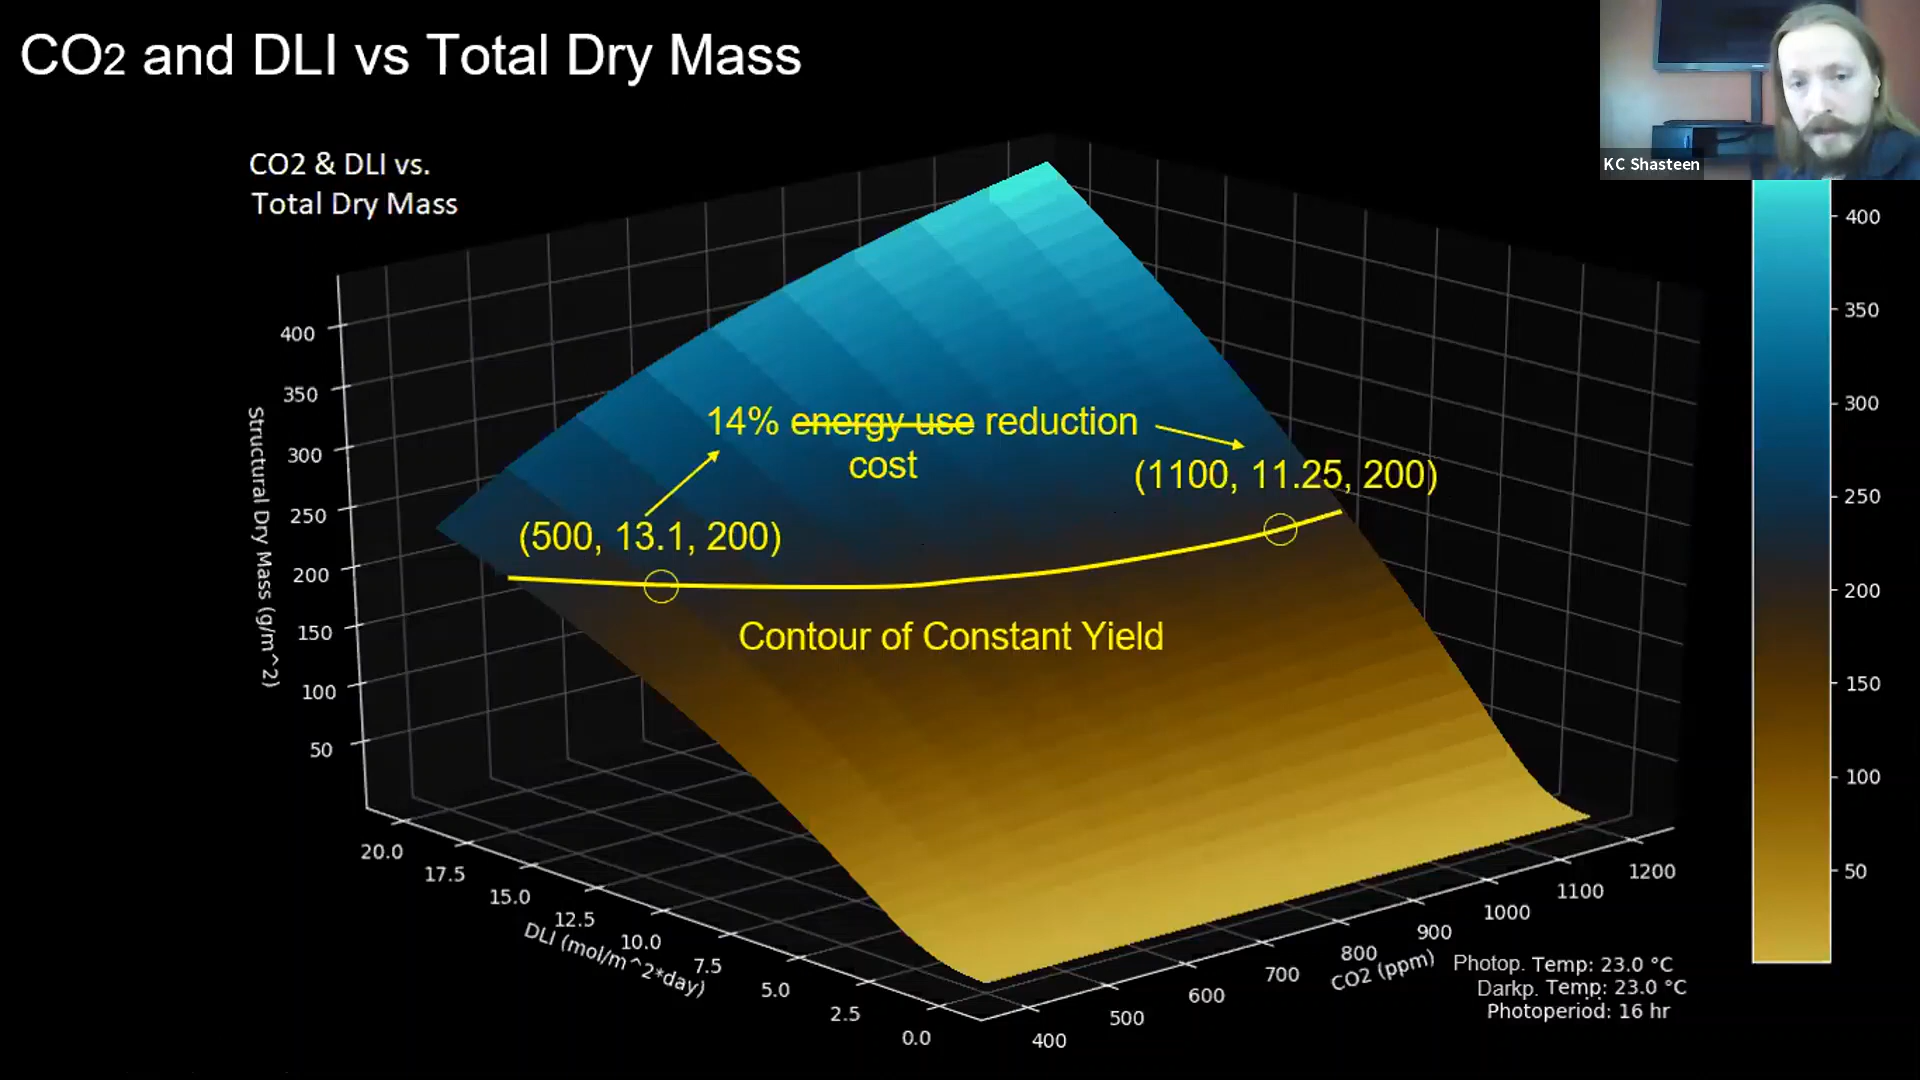 CO2 and DLI vs Total Dry Mass
KC Shasteen
CO2 & DLI vs.
Total Dry Mass
14% energy use reduction
cost
(1100, 11.25, 200)
(500, 13.1, 200)
Contour of Constant Yield
Structural Dry Mass (g/m^2)
400
350
300
250
200
150
100
50
20.0
17.5
15.0
12.5
10.0
7.5
5.0
2.5
0.0
DLI (mol/m^2*day)
400
500
600
700
800
900
1000
1100
1200
CO2 (ppm)
Photop. Temp: 23.0 °C
Darkp. Temp: 23.0 °C
Photoperiod: 16 hr
400
350
300
250
200
150
100
50